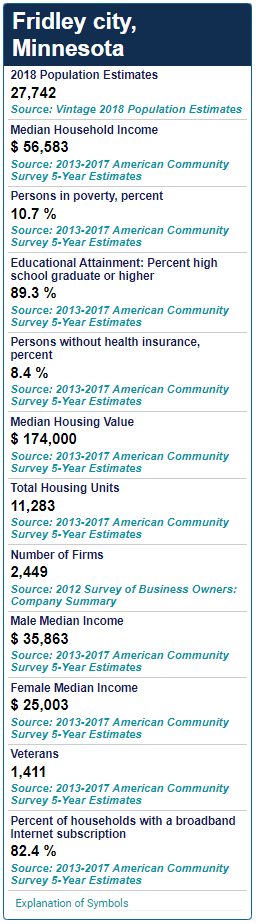 Fridley city,
Minnesota
2018 Population Estimates
27,742
Source: Vintage 2018 Population Estimates
Median Household Income
$ 56,583
Source: 2013-2017 American Community
Survey 5-Year Estimates
Persons in poverty, percent
10.7 %
Source: 2013-2017 American Community
Survey 5-Year Estimates
Educational Attainment: Percent high
school graduate or higher
89.3 %
Source: 2013-2017 American Community
Survey 5-Year Estimates
Persons without health insurance,
percent
8.4 %
Source: 2013-2017 American Community
Survey 5-Year Estimates
Median Housing Value
$ 174,000
Source: 2013-2017 American Community
Survey 5-Year Estimates
Total Housing Units
11,283
Source: 2013-2017 American Community
Survey 5-Year Estimates
Number of Firms
2,449
Source: 2012 Survey of Business Owners:
Company Summary
Male Median Income
$ 35,863
Source: 2013-2017 American Community
Survey 5-Year Estimates
Female Median Income
$ 25,003
Source: 2013-2017 American Community
Survey 5-Year Estimates
Veterans
1,411
Source: 2013-2017 American Community
Survey 5-Year Estimates
Percent of households with a broadband
Internet subscription
82.4 %
Source: 2013-2017 American Community
Survey 5-Year Estimates
Explanation of Symbols